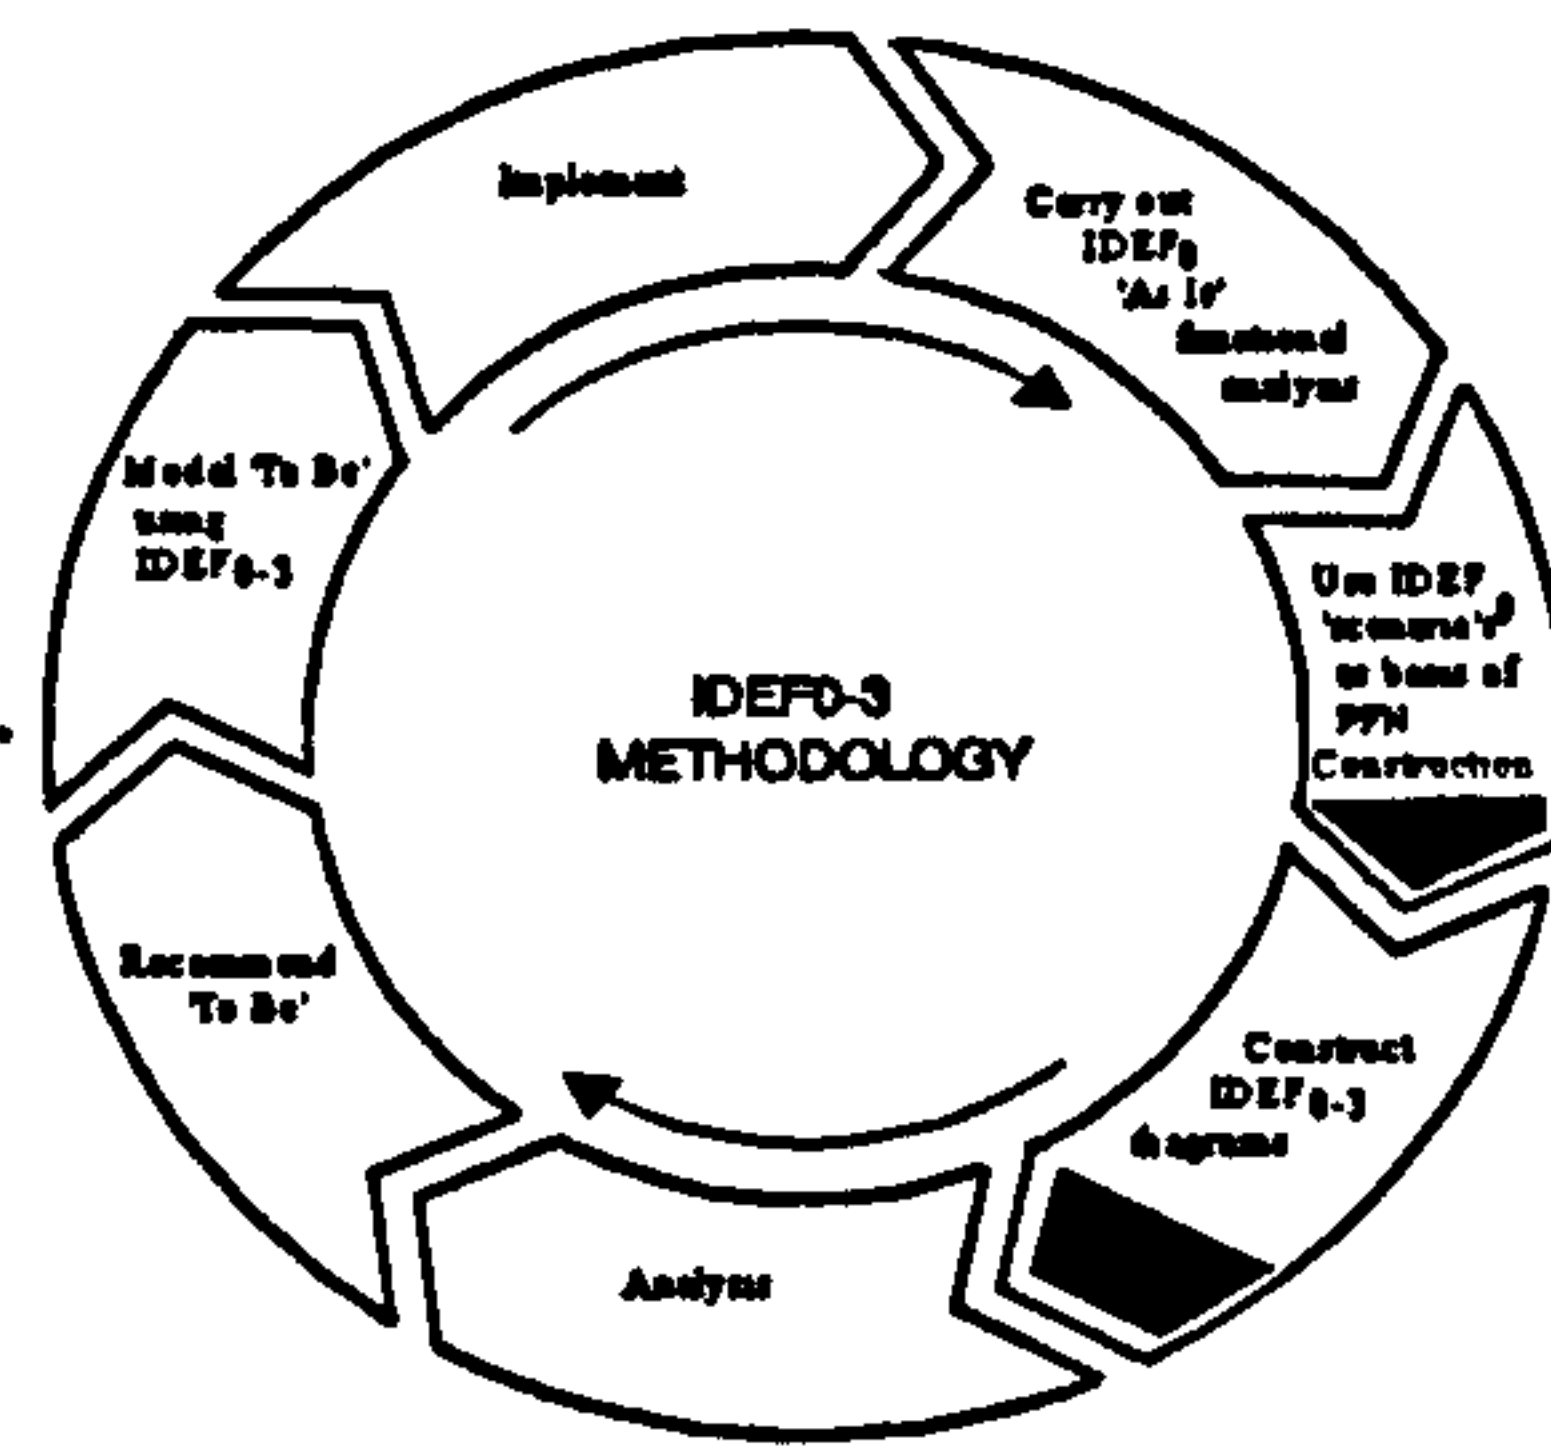 Implement
Carry out
IDEF0
'As Is'
functional
analysis
Use IDEF0
'scenario's'
as basis of
PFN
Construction
Construct
IDEF0-3
diagrams
Analysis
Recommend
'To Be'
Model 'To Be'
using
IDEF0-3
IDEF0-3
METHODOLOGY